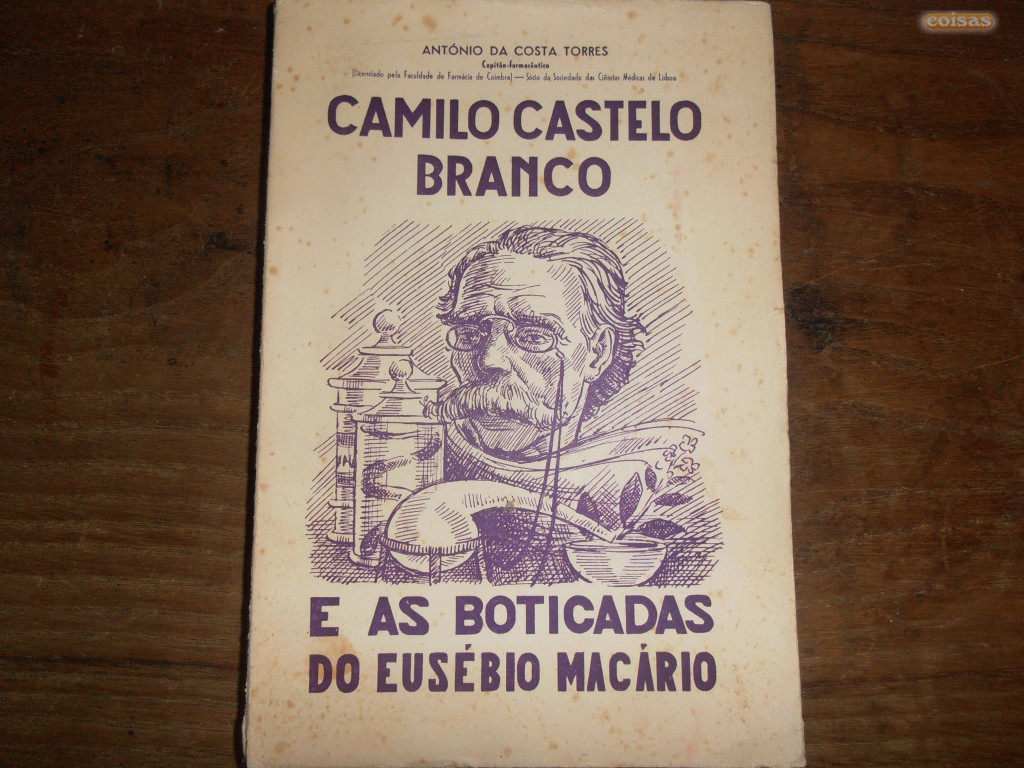 coisas
ANTÓNIO DA COSTA TORRES
Capitão-farmacêutico
(Licenciado pela Faculdade de Farmácia de Coimbra) — Sócio da Sociedade das Ciências Médicas de Lisboa
CAMILO CASTELO
BRANCO
E AS BOTICADAS
DO EUSÉBIO MACÁRIO